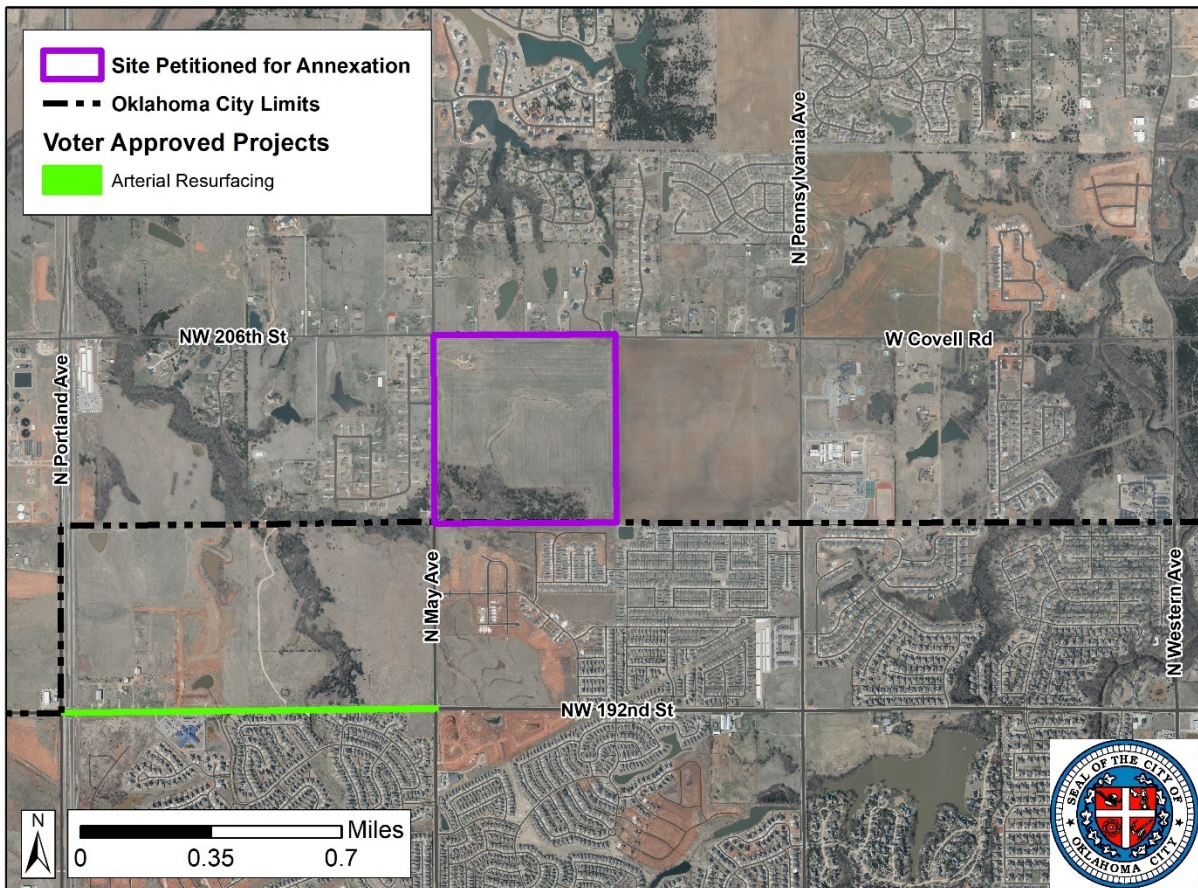 Site Petitioned for Annexation
Oklahoma City Limits
Voter Approved Projects
Arterial Resurfacing
N Pennsylvania Ave
NW 206th St
W Covell Rd
N Portland Ave
N May Ave
N Western Ave
NW 192nd St
N
Miles
0 0.35 0.7
SEAL OF THE CITY OF
OKLAHOMA CITY